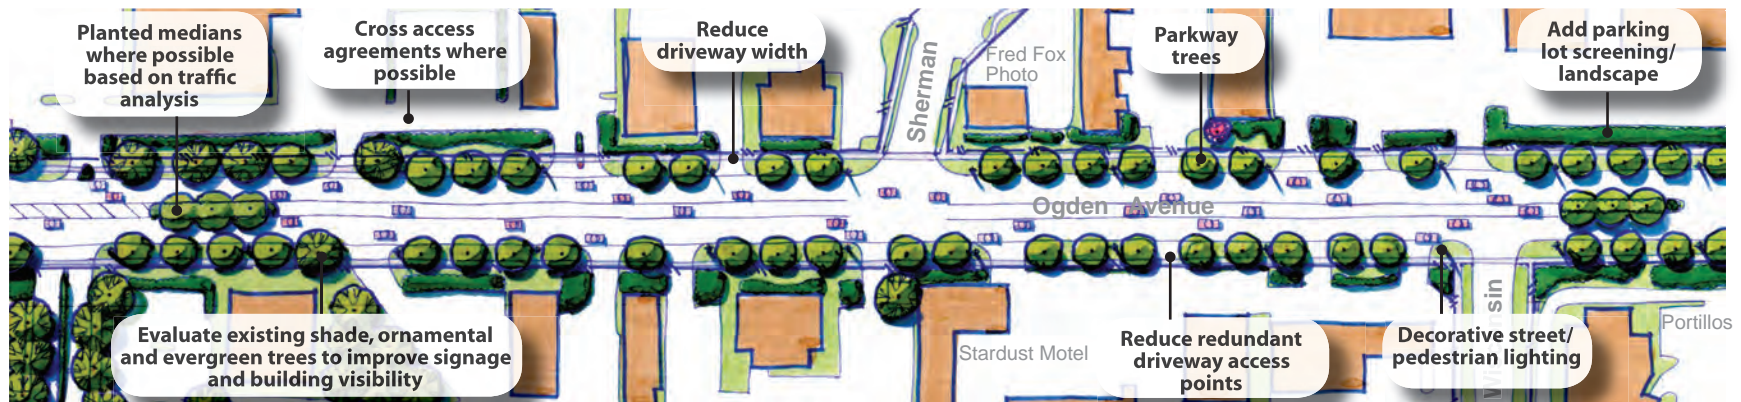 Planted medians
where possible
based on traffic
analysis
Cross access
agreements where
possible
Reduce
driveway width
Sherman
Fred Fox
Photo
Parkway
trees
Add parking
lot screening/
landscape
Ogden Avenue
Evaluate existing shade, ornamental
and evergreen trees to improve signage
and building visibility
Stardust Motel
Reduce redundant
driveway access
points
Decorative street/
pedestrian lighting
Portillos